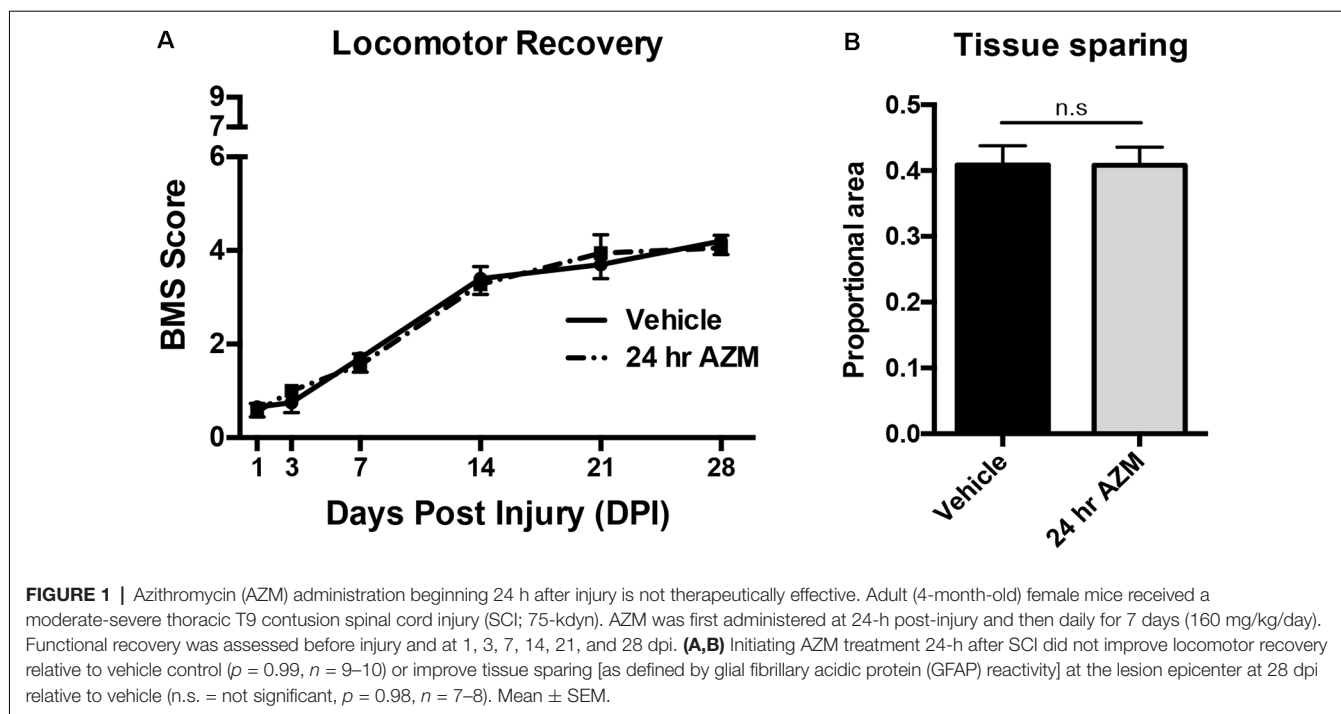 A
Locomotor Recovery
9
7
6
4
2
0
BMS Score
Vehicle
24 hr AZM
1 3 7 14 21 28
Days Post Injury (DPI)
B
Tissue sparing
n.s
0.5
0.4
0.3
0.2
0.1
0.0
Proportional area
Vehicle
24 hr AZM
FIGURE 1 | Azithromycin (AZM) administration beginning 24 h after injury is not therapeutically effective. Adult (4-month-old) female mice received a
moderate-severe thoracic T9 contusion spinal cord injury (SCI; 75-kdyn). AZM was first administered at 24-h post-injury and then daily for 7 days (160 mg/kg/day).
Functional recovery was assessed before injury and at 1, 3, 7, 14, 21, and 28 dpi. (A,B) Initiating AZM treatment 24-h after SCI did not improve locomotor recovery
relative to vehicle control (p = 0.99, n = 9–10) or improve tissue sparing [as defined by glial fibrillary acidic protein (GFAP) reactivity] at the lesion epicenter at 28 dpi
relative to vehicle (n.s. = not significant, p = 0.98, n = 7–8). Mean ± SEM.